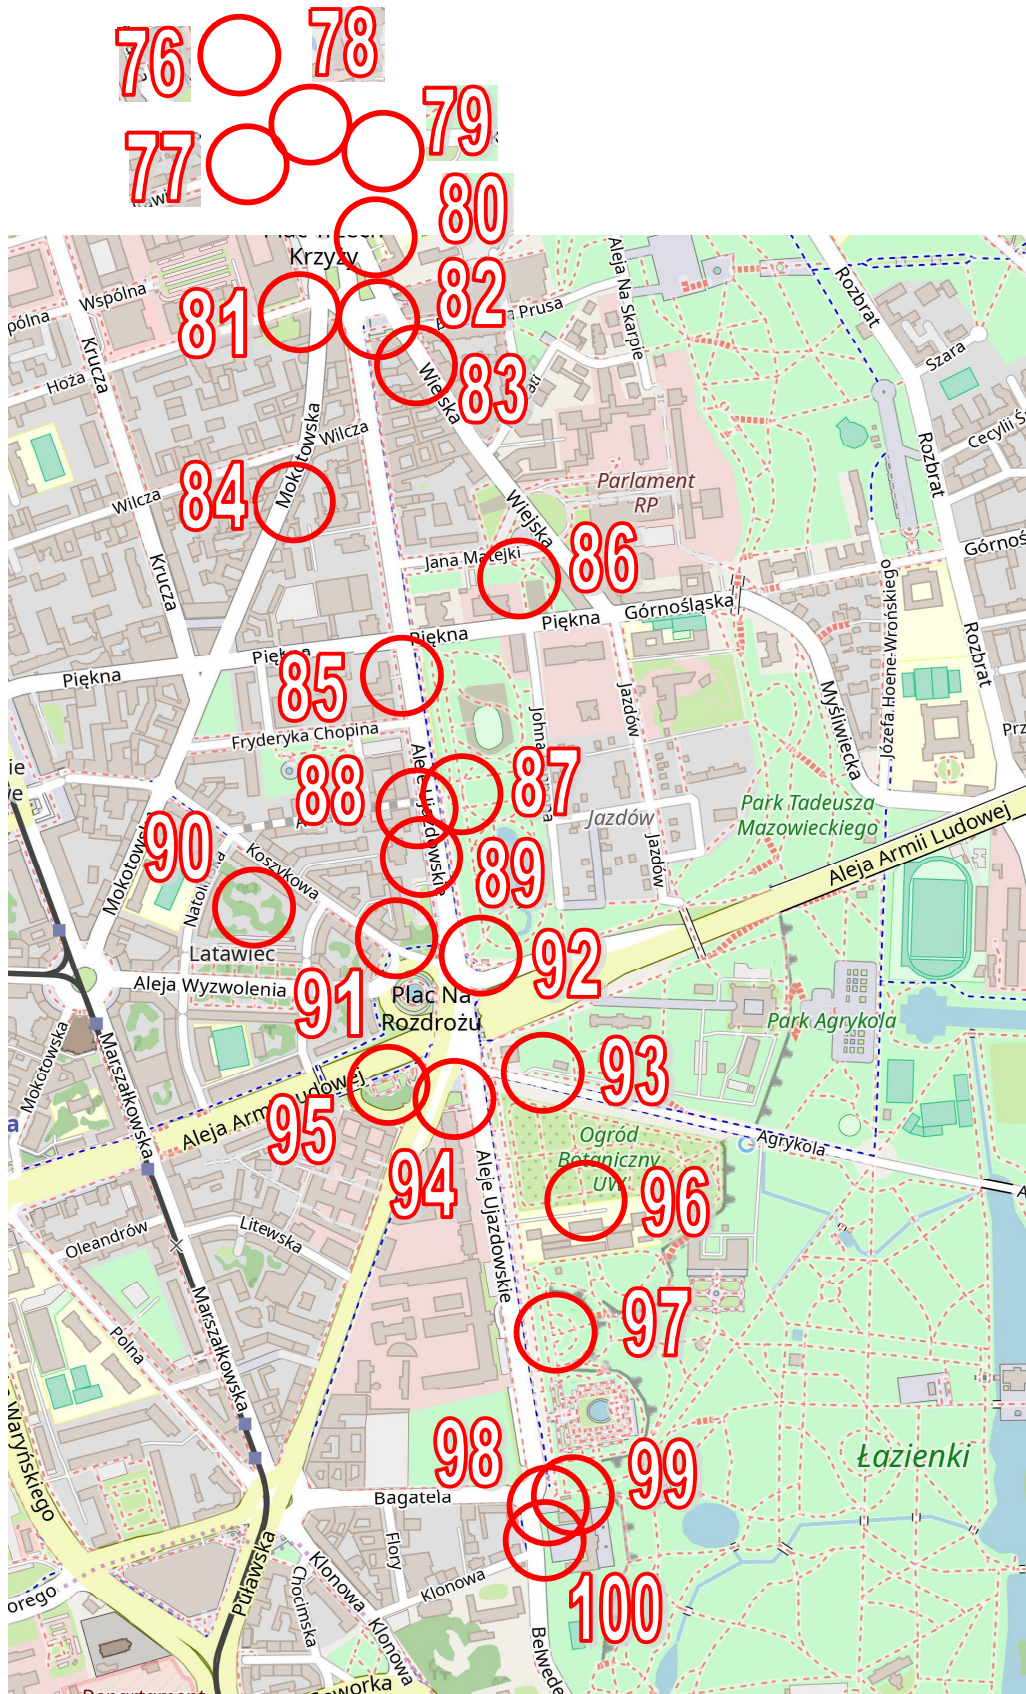 76
78
77
79
80
Krzyży
81
82
Wspólna
Prusa
Aleja Na Skarpie
Rozbrat
Szara
Krucza
Hoża
83
Wiejska
Mokotowska
Wilcza
84
Wilcza
Parlament
RP
Rozbrat
Wiejska
Jana Matejki
86
Krucza
Górnośląska
Piękna
Piękna
Piękna
85
Józefa Hoene-Wrońskiego
Rozbrat
Fryderyka Chopina
Jazdów
Myśliwiecka
88
87
Aleje Ujazdowskie
Jazdów
Park Tadeusza
Mazowieckiego
Aleja Armii Ludowej
90
Mokotowska
Koszykowa
89
Jazdów
Latawiec
92
Aleja Wyzwolenia
91
Plac Na
Rozdrożu
Park Agrykola
Mokotowska
Marszałkowska
93
95
Aleja Armii Ludowej
Ogród
Botaniczny
UW
Agrykola
94
96
Aleje Ujazdowskie
Oleandrów
Litewska
97
Polna
Marszałkowska
Waryńskiego
98
99
Łazienki
Bagatela
Puławska
Flory
Klonowa
Klonowa
Chocimska
Klonowa
100